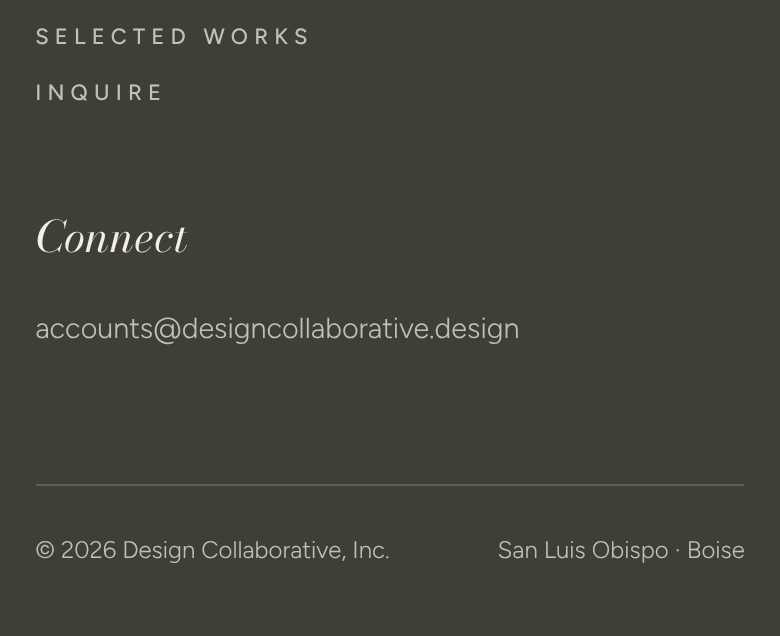 SELECTED WORKS
INQUIRE
Connect
accounts@designcollaborative.design
© 2026 Design Collaborative, Inc.
San Luis Obispo · Boise